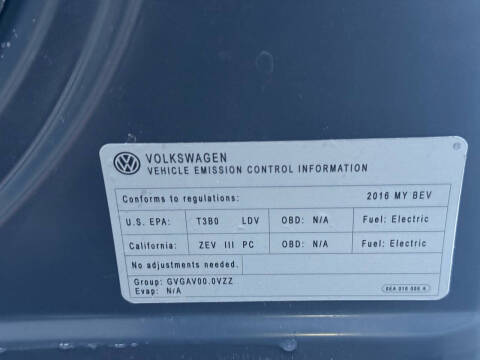 VOLKSWAGEN
VEHICLE EMISSION CONTROL INFORMATION
Conforms to regulations: 2016 MY BEV
U.S. EPA: T3B0 LDV OBD: N/A Fuel: Electric
California: ZEV III PC OBD: N/A Fuel: Electric
No adjustments needed.
Group: GVGAV00.0VZZ
Evap: N/A